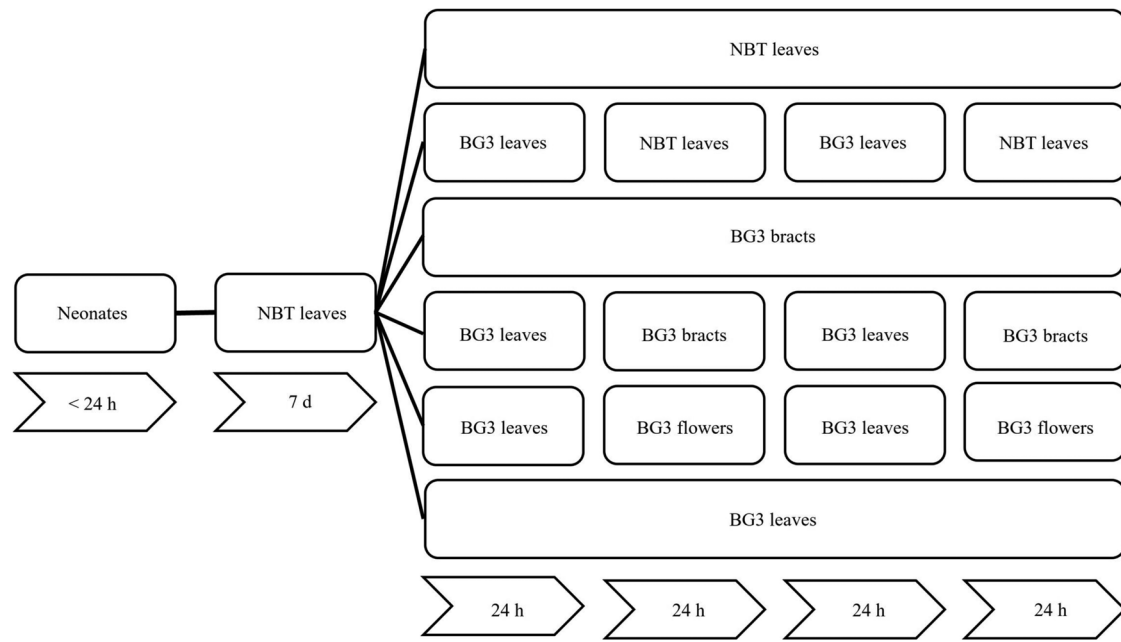 NBT leaves
BG3 leaves NBT leaves BG3 leaves NBT leaves
BG3 bracts
Neonates NBT leaves
BG3 leaves BG3 bracts BG3 leaves BG3 bracts
< 24 h 7 d
BG3 leaves BG3 flowers BG3 leaves BG3 flowers
BG3 leaves
24 h 24 h 24 h 24 h